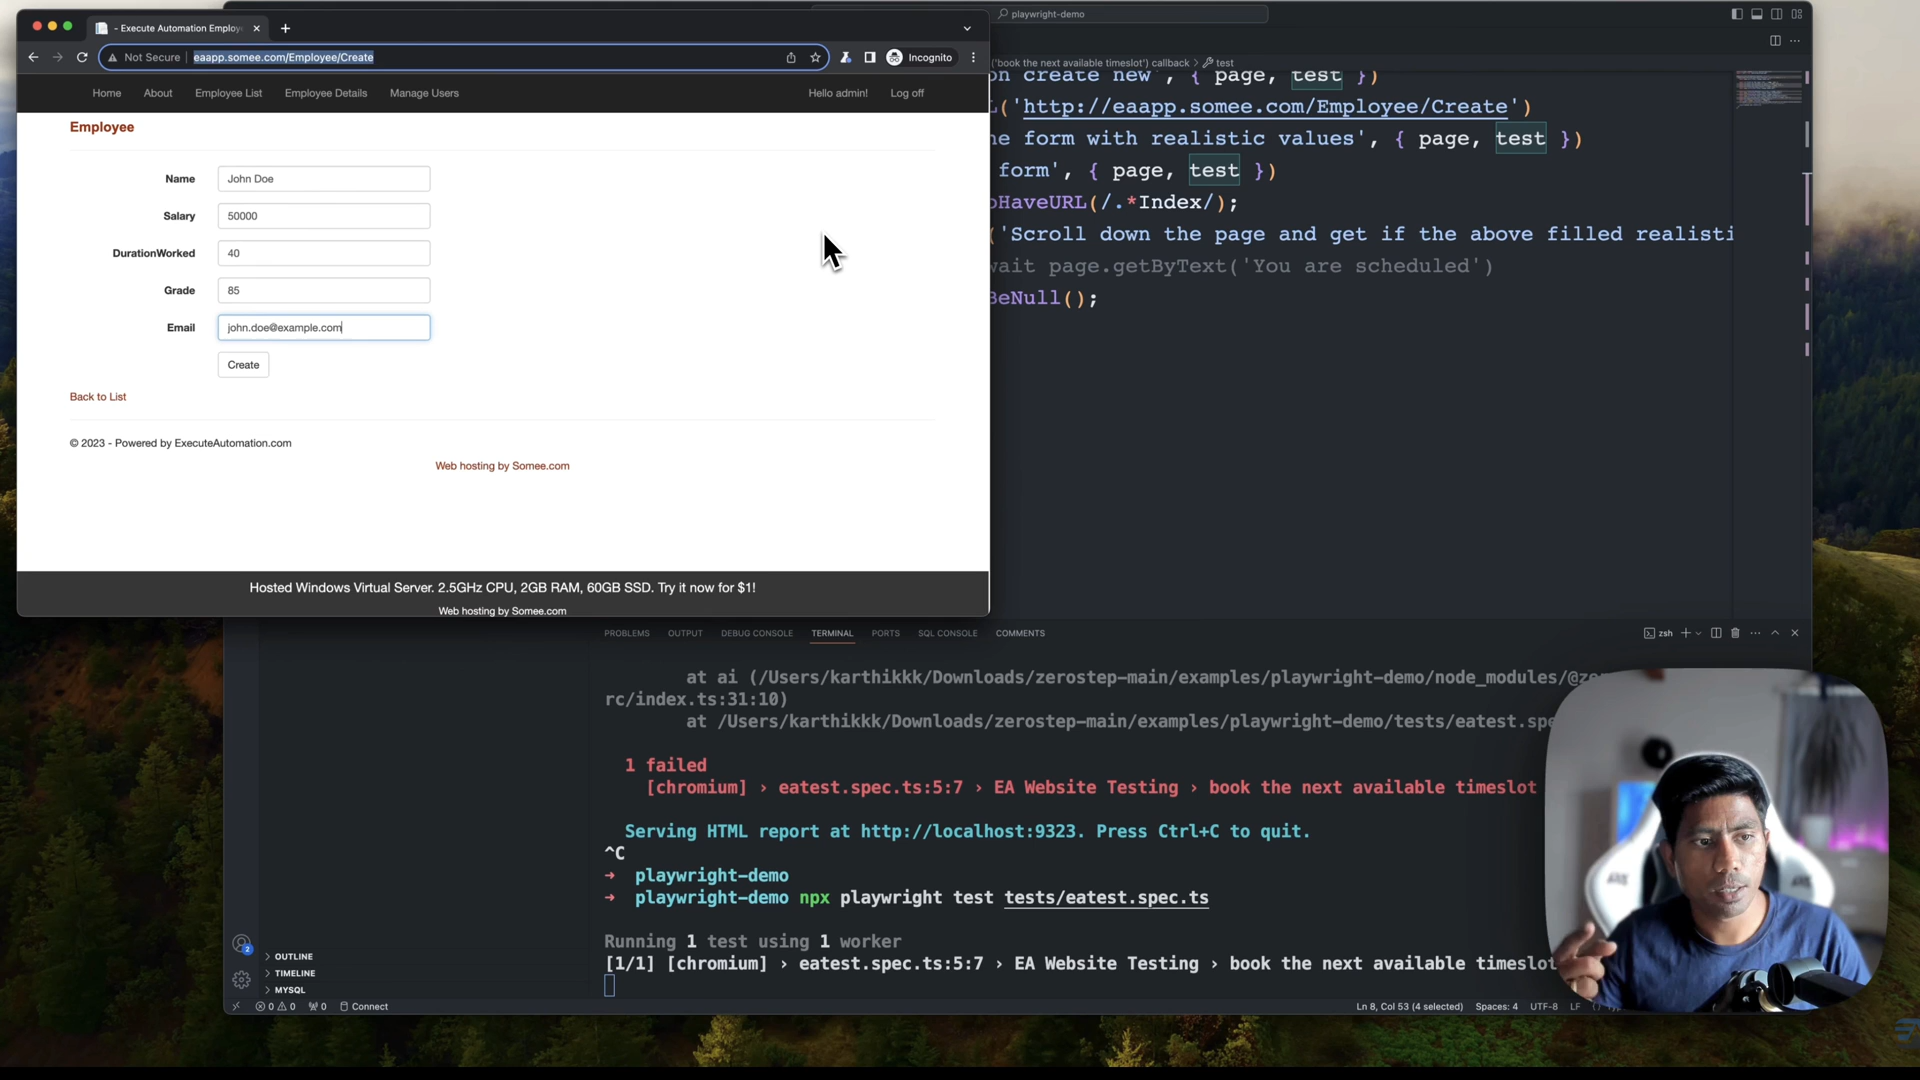 - Execute Automation Employ
Not Secure
eaapp.somee.com/Employee/Create
Incognito
Home
About
Employee List
Employee Details
Manage Users
Hello admin!
Log off
Employee
Name
John Doe
Salary
50000
DurationWorked
40
Grade
85
Email
john.doe@example.com
Create
Back to List
© 2023 - Powered by ExecuteAutomation.com
Web hosting by Somee.com
Hosted Windows Virtual Server. 2.5GHz CPU, 2GB RAM, 60GB SSD. Try it now for $1!
Web hosting by Somee.com
playwright-demo
('book the next available timeslot') callback > test
on create new', { page, test })
('http://eaapp.somee.com/Employee/Create')
e form with realistic values', { page, test })
form', { page, test })
oHaveURL(/.*Index/);
('Scroll down the page and get if the above filled realisti
wait page.getByText('You are scheduled')
BeNull();
PROBLEMS
OUTPUT
DEBUG CONSOLE
TERMINAL
PORTS
SQL CONSOLE
COMMENTS
zsh
at ai (/Users/karthikkk/Downloads/zerostep-main/examples/playwright-demo/node_modules/@ze
rc/index.ts:31:10)
at /Users/karthikkk/Downloads/zerostep-main/examples/playwright-demo/tests/eatest.spe
1 failed
[chromium] › eatest.spec.ts:5:7 › EA Website Testing › book the next available timeslot
Serving HTML report at http://localhost:9323. Press Ctrl+C to quit.
^C
➜ playwright-demo
➜ playwright-demo npx playwright test tests/eatest.spec.ts
Running 1 test using 1 worker
[1/1] [chromium] › eatest.spec.ts:5:7 › EA Website Testing › book the next available timeslot
2
OUTLINE
TIMELINE
MYSQL
0 0
0
Connect
Ln 8, Col 53 (4 selected)
Spaces: 4
UTF-8
LF